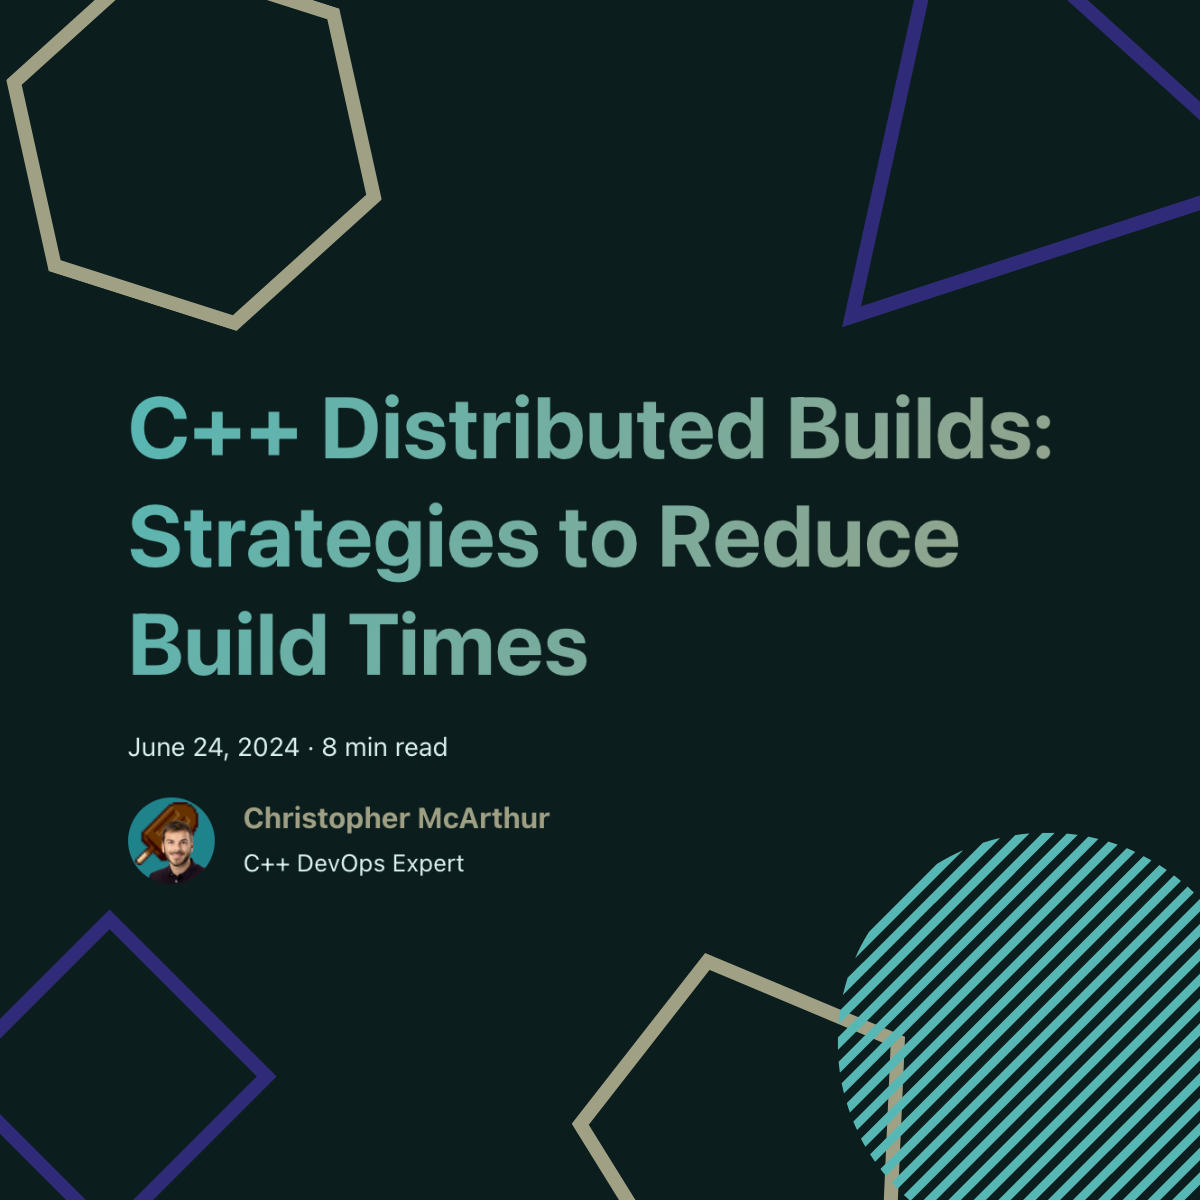 C++ Distributed Builds:
Strategies to Reduce
Build Times
June 24, 2024 · 8 min read
Christopher McArthur
C++ DevOps Expert